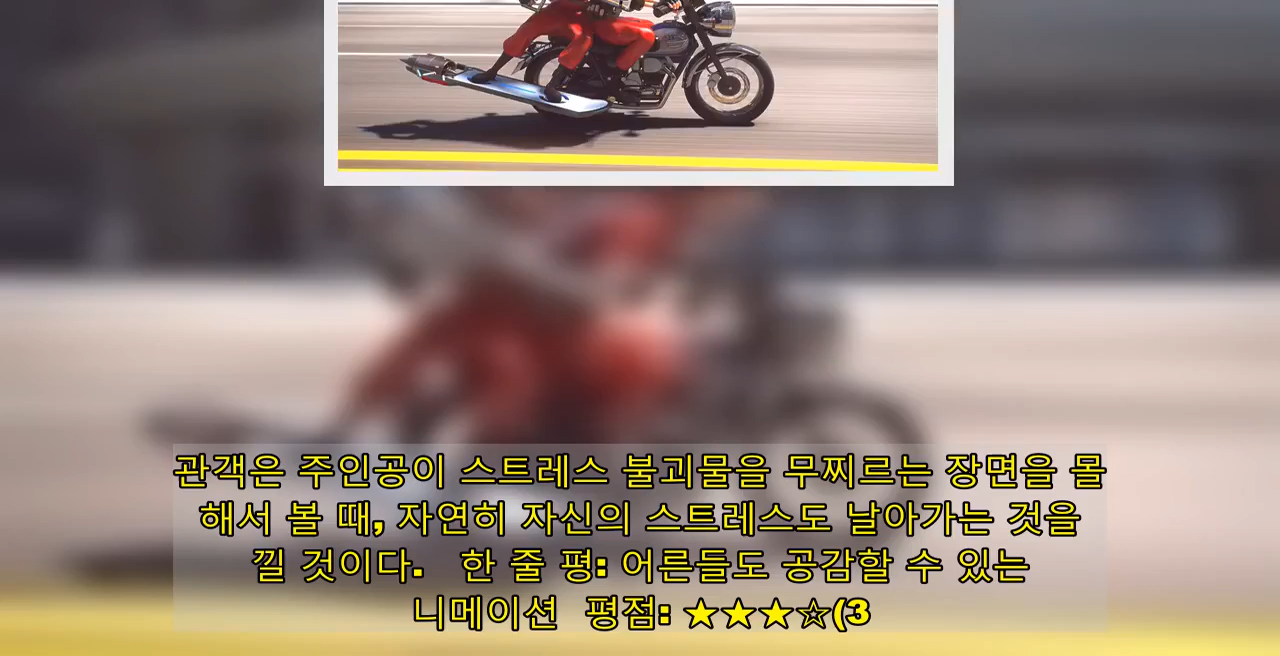 관객은 주인공이 스트레스 불괴물을 무찌르는 장면을 몰
해서 볼 때, 자연히 자신의 스트레스도 날아가는 것을
낄 것이다. 한 줄 평: 어른들도 공감할 수 있는
니메이션 평점: ★★★☆(3